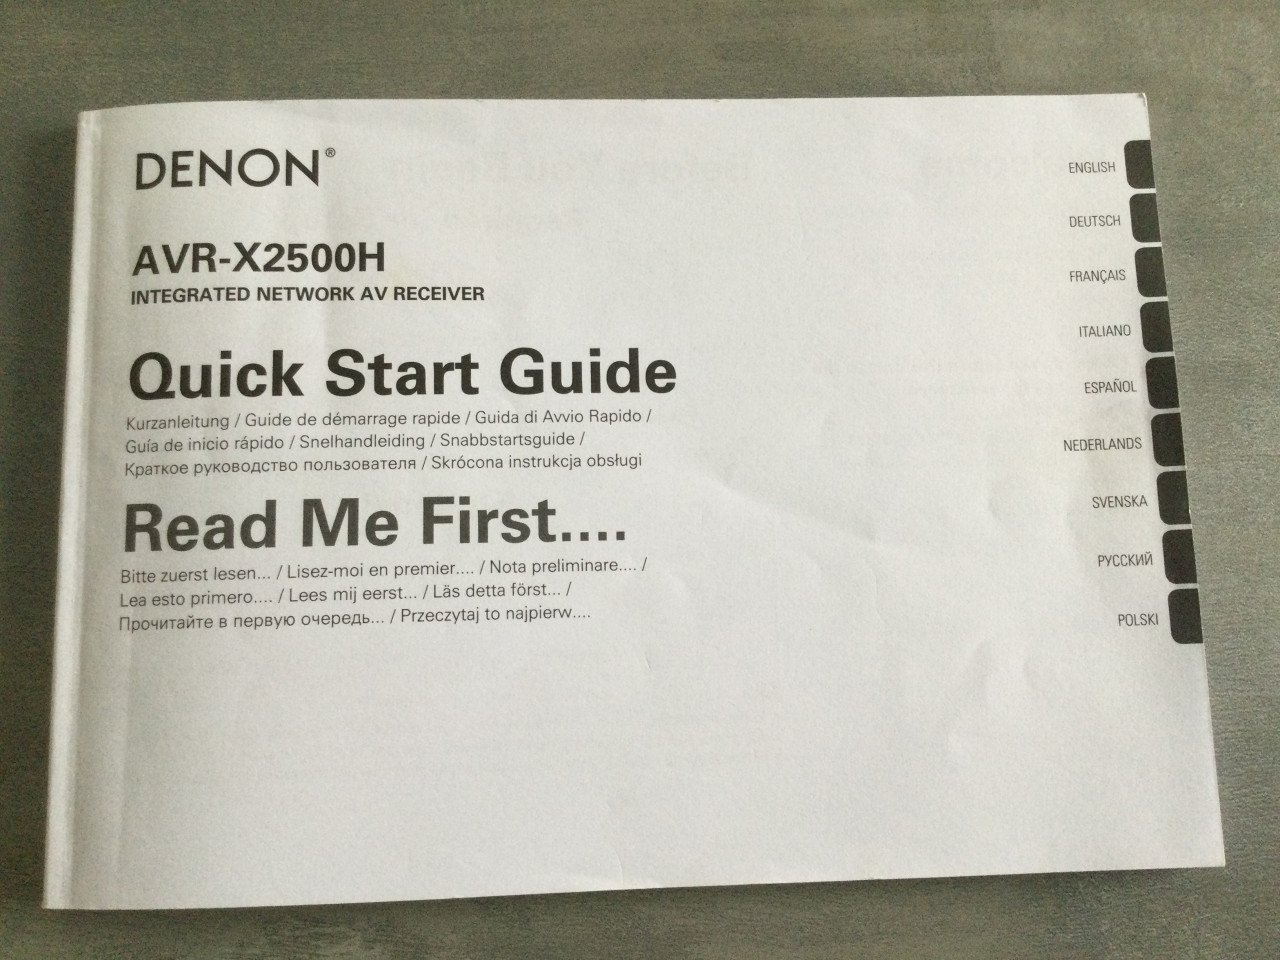 DENON®
AVR-X2500H
INTEGRATED NETWORK AV RECEIVER
Quick Start Guide
Kurzanleitung / Guide de démarrage rapide / Guida di Avvio Rapido /
Guía de inicio rápido / Snelhandleiding / Snabbstartsguide /
Краткое руководство пользователя / Skrócona instrukcja obsługi
Read Me First....
Bitte zuerst lesen... / Lisez-moi en premier.... / Nota preliminare.... /
Lea esto primero.... / Lees mij eerst... / Läs detta först... /
Прочитайте в первую очередь... / Przeczytaj to najpierw....
ENGLISH
DEUTSCH
FRANÇAIS
ITALIANO
ESPAÑOL
NEDERLANDS
SVENSKA
РУССКИЙ
POLSKI